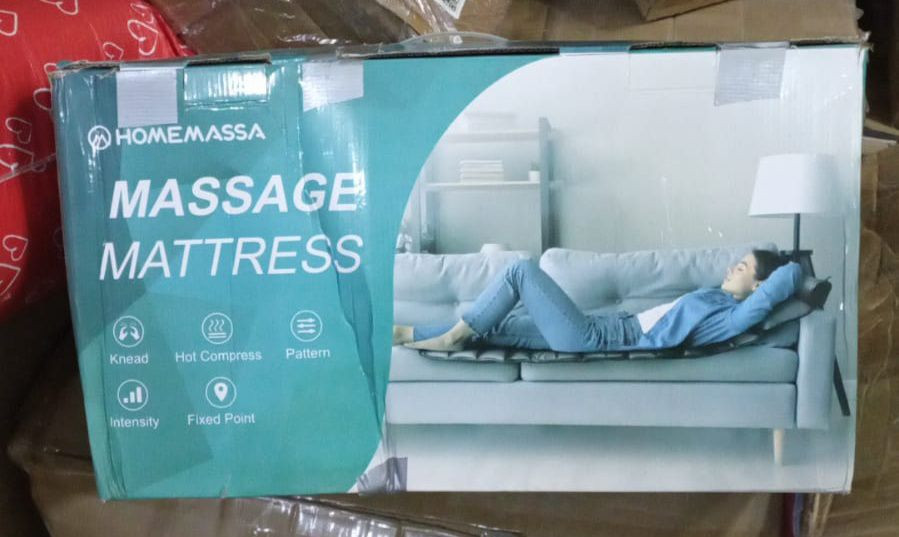 HOMEMASSA
MASSAGE
MATTRESS
Knead
Hot Compress
Pattern
Intensity
Fixed Point